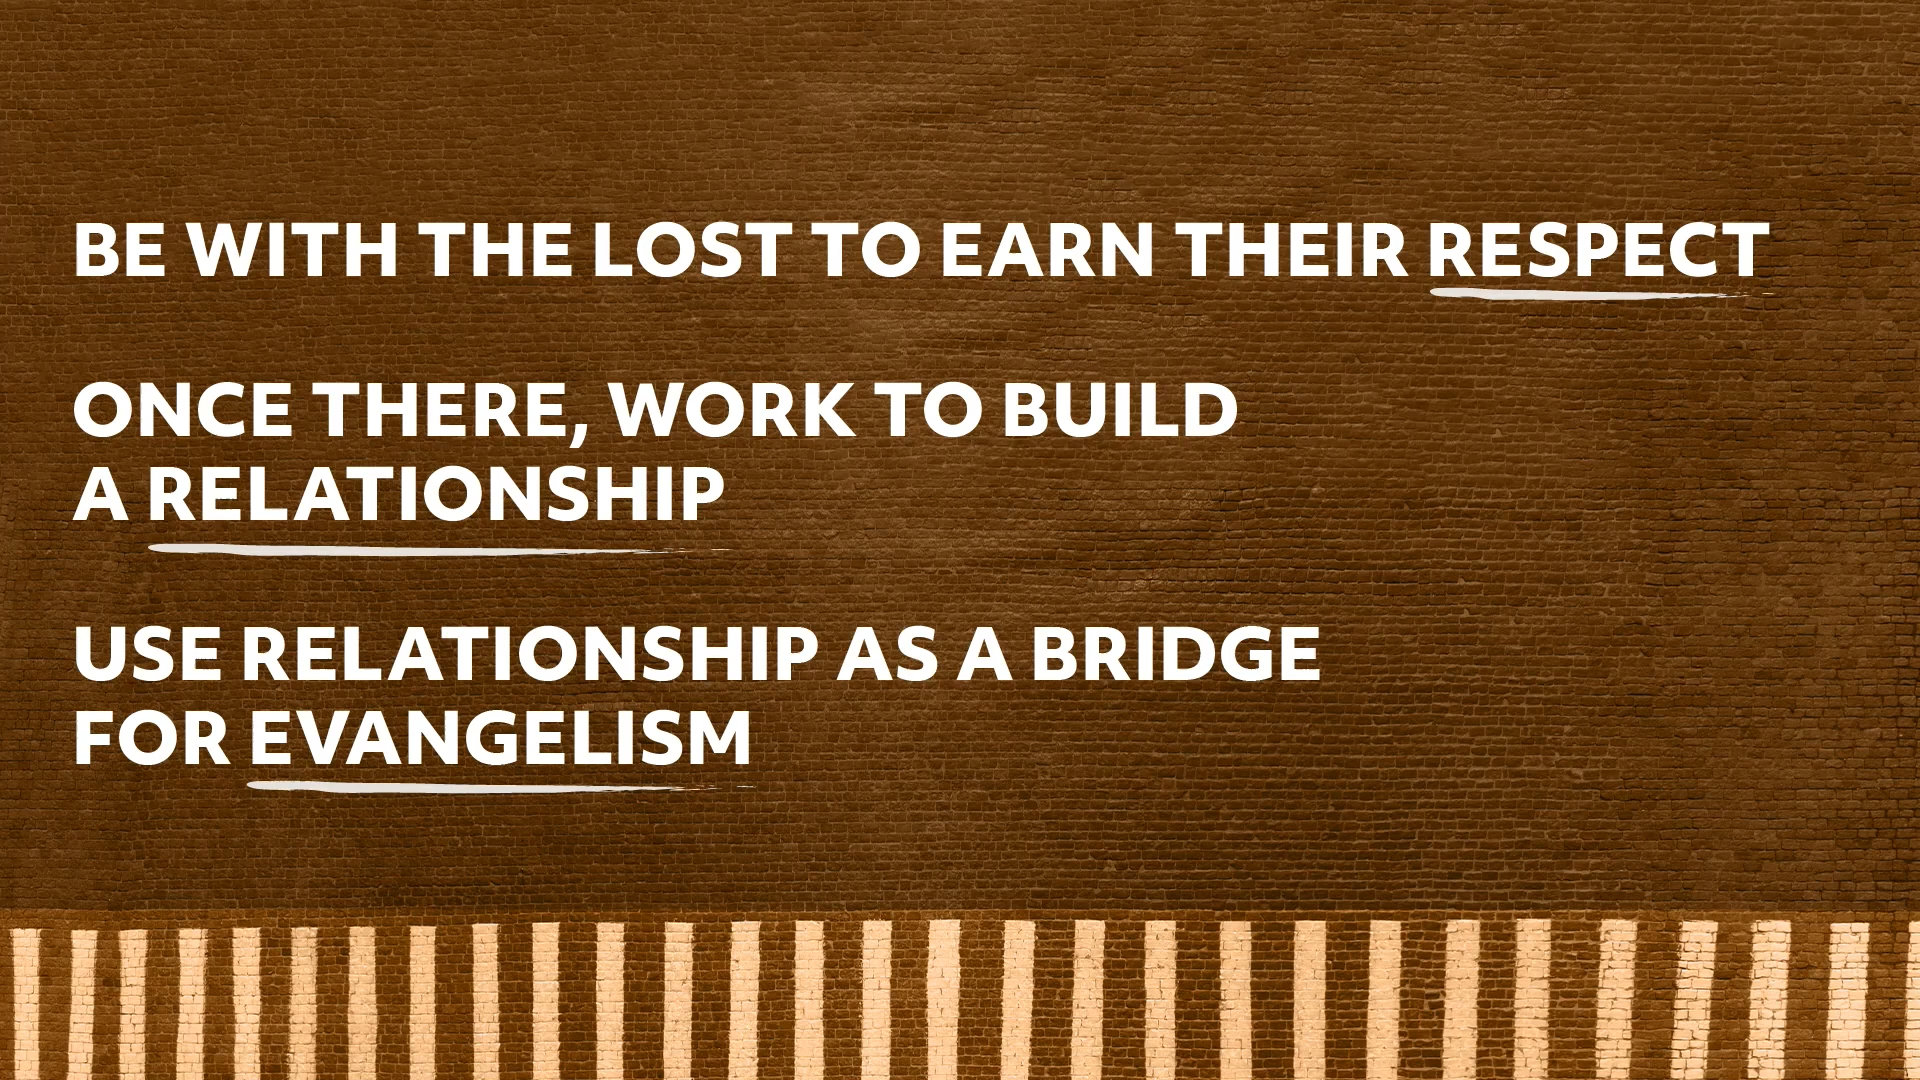 BE WITH THE LOST TO EARN THEIR RESPECT
ONCE THERE, WORK TO BUILD
A RELATIONSHIP
USE RELATIONSHIP AS A BRIDGE
FOR EVANGELISM